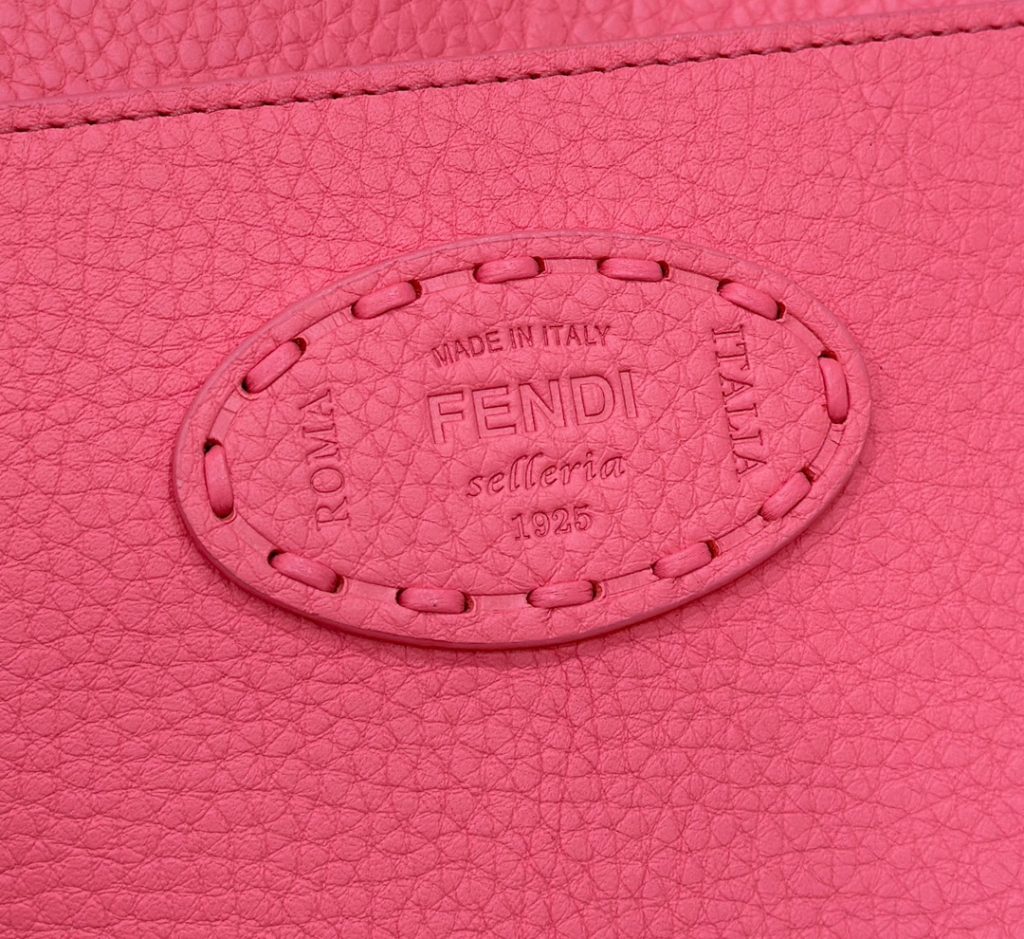 MADE IN ITALY
FENDI
selleria
1925
ROMA
ITALIA